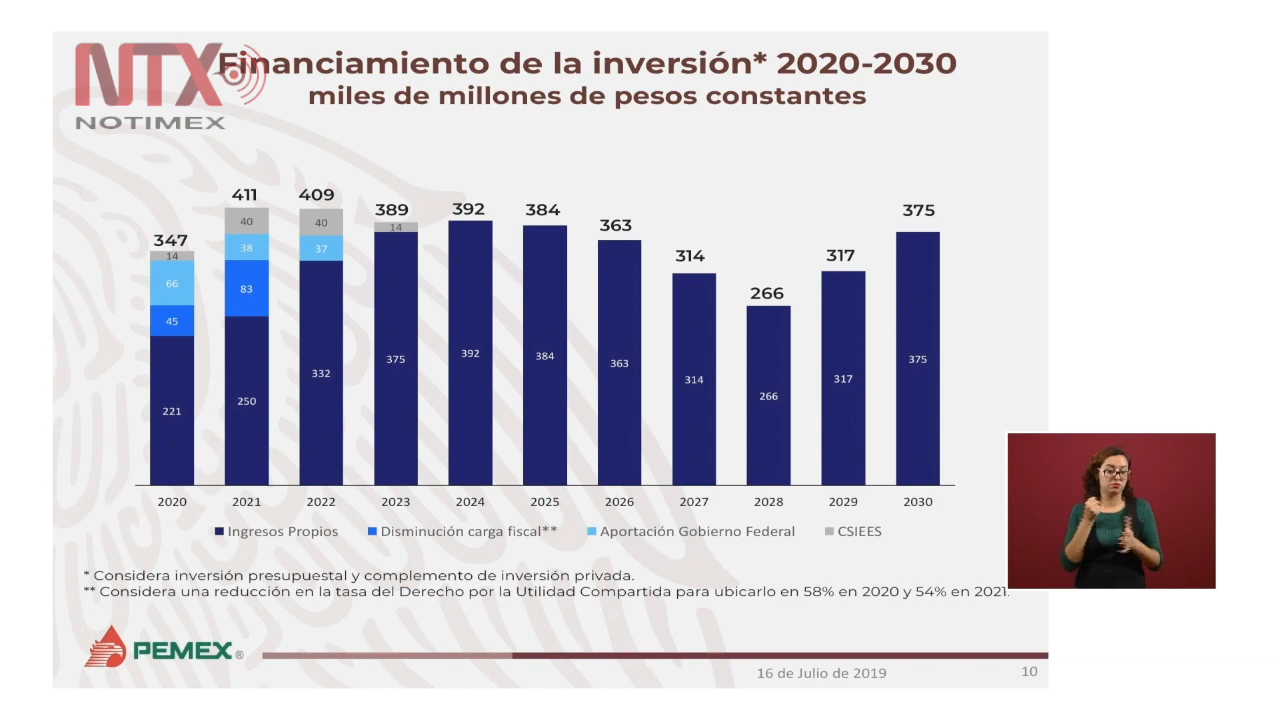 NTX
NOTIMEX
Financiamiento de la inversión* 2020-2030
miles de millones de pesos constantes
347 411 409 389 392 384 363 314 266 317 375
14 40 40 14
66 38 37
45 83
221 250 332 375 392 384 363 314 266 317 375
2020 2021 2022 2023 2024 2025 2026 2027 2028 2029 2030
Ingresos Propios Disminución carga fiscal** Aportación Gobierno Federal CSIEES
* Considera inversión presupuestal y complemento de inversión privada.
** Considera una reducción en la tasa del Derecho por la Utilidad Compartida para ubicarlo en 58% en 2020 y 54% en 2021.
PEMEX ®
16 de Julio de 2019 10